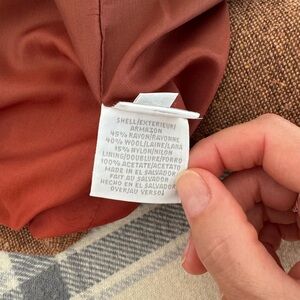 SHELL/EXTERIEUR/
ARMAZON
45% RAYON/RAYONNE
40% WOOL/LAINE/LANA
15% NYLON/NILON
LINING/DOUBLURE/FORRO
100% ACETATE/ACETATO
MADE IN EL SALVADOR
FAIT AU SALVADOR
HECHO EN EL SALVADOR
OVER/AU VERSO/